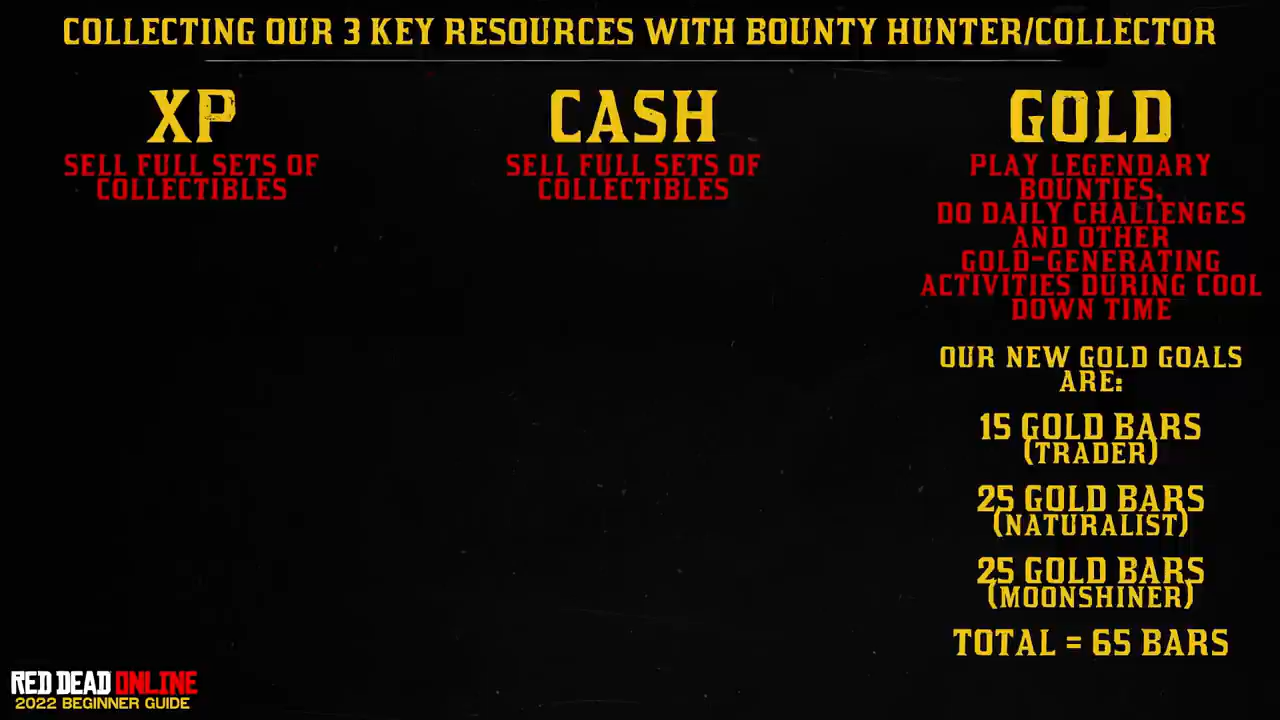 COLLECTING OUR 3 KEY RESOURCES WITH BOUNTY HUNTER/COLLECTOR
XP
SELL FULL SETS OF
COLLECTIBLES
CASH
SELL FULL SETS OF
COLLECTIBLES
GOLD
PLAY LEGENDARY
BOUNTIES,
DO DAILY CHALLENGES
AND OTHER
GOLD-GENERATING
ACTIVITIES DURING COOL
DOWN TIME
OUR NEW GOLD GOALS
ARE:
15 GOLD BARS
(TRADER)
25 GOLD BARS
(NATURALIST)
25 GOLD BARS
(MOONSHINER)
TOTAL = 65 BARS
RED DEAD ONLINE
2022 BEGINNER GUIDE